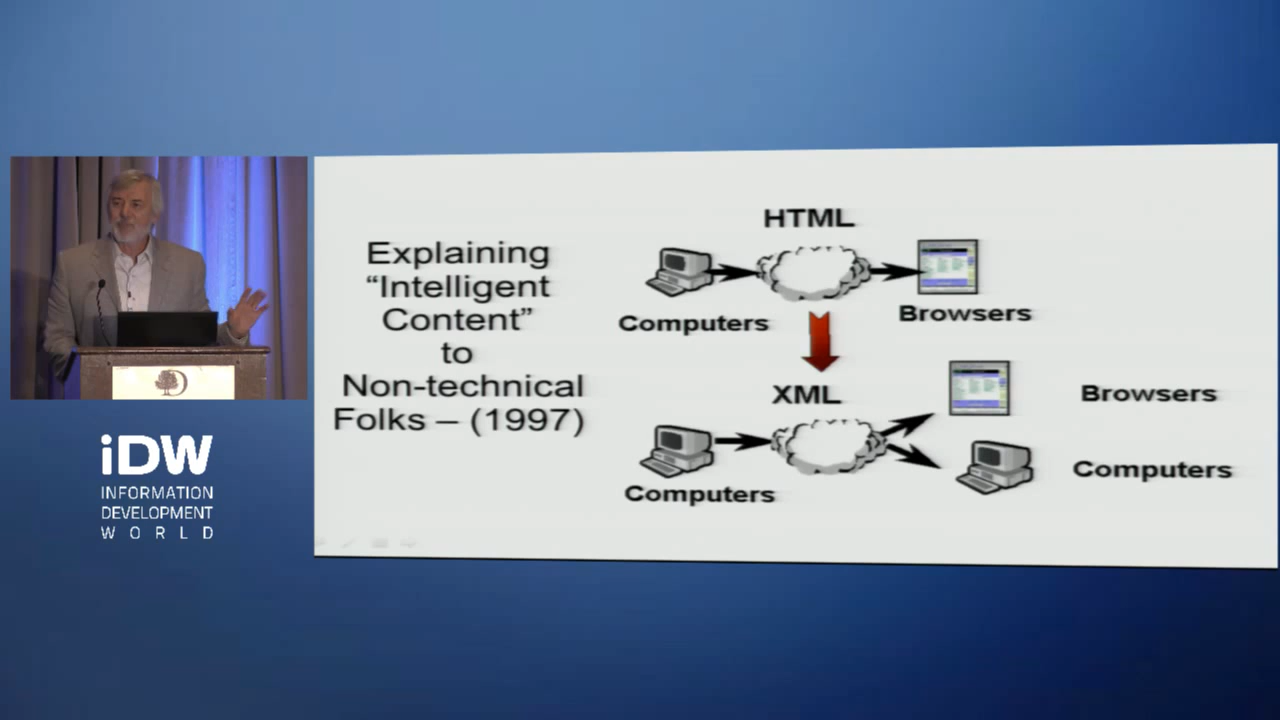 Explaining
“Intelligent
Content”
to
Non-technical
Folks – (1997)
HTML
Computers
Browsers
XML
Browsers
Computers
Computers
iDW
INFORMATION
DEVELOPMENT
WORLD
D